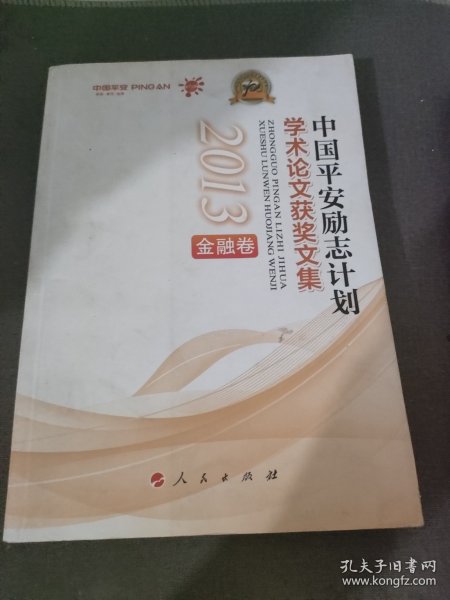 中国平安 PING AN
中国平安励志计划
学术论文获奖文集
ZHONGGUO PINGAN LIZHI JIHUA
XUESHU LUNWEN HUOJIANG WENJI
2013
金融卷
人民出版社
孔夫子旧书网
www.kongfz.com